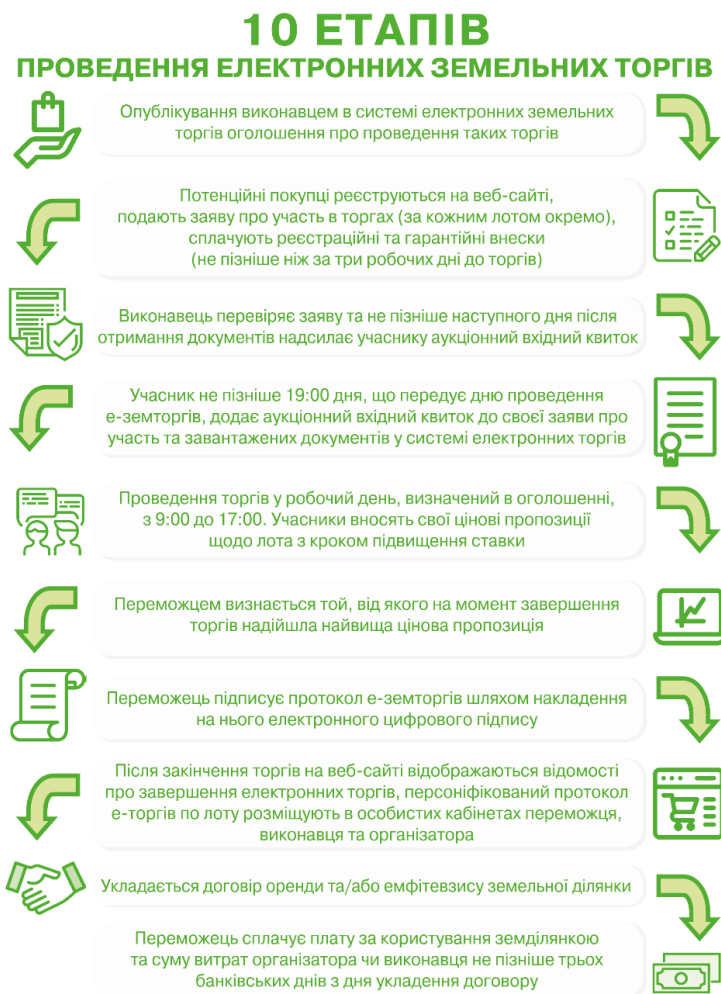 10 ЕТАПІВ
ПРОВЕДЕННЯ ЕЛЕКТРОННИХ ЗЕМЕЛЬНИХ ТОРГІВ
Опублікування виконавцем в системі електронних земельних
торгів оголошення про проведення таких торгів
Потенційні покупці реєструються на веб-сайті,
подають заяву про участь в торгах (за кожним лотом окремо),
сплачують реєстраційні та гарантійні внески
(не пізніше ніж за три робочих дні до торгів)
Виконавець перевіряє заяву та не пізніше наступного дня після
отримання документів надсилає учаснику аукціонний вхідний квиток
Учасник не пізніше 19:00 дня, що передує дню проведення
е-земторгів, додає аукціонний вхідний квиток до своєї заяви про
участь та завантажених документів у системі електронних торгів
Проведення торгів у робочий день, визначений в оголошенні,
з 9:00 до 17:00. Учасники вносять свої цінові пропозиції
щодо лота з кроком підвищення ставки
Переможцем визнається той, від якого на момент завершення
торгів надійшла найвища цінова пропозиція
Переможець підписує протокол е-земторгів шляхом накладення
на нього електронного цифрового підпису
Після закінчення торгів на веб-сайті відображаються відомості
про завершення електронних торгів, персоніфікований протокол
е-торгів по лоту розміщують в особистих кабінетах переможця,
виконавця та організатора
Укладається договір оренди та/або емфітевзису земельної ділянки
Переможець сплачує плату за користування земділянкою
та суму витрат організатора чи виконавця не пізніше трьох
банківських днів з дня укладення договору